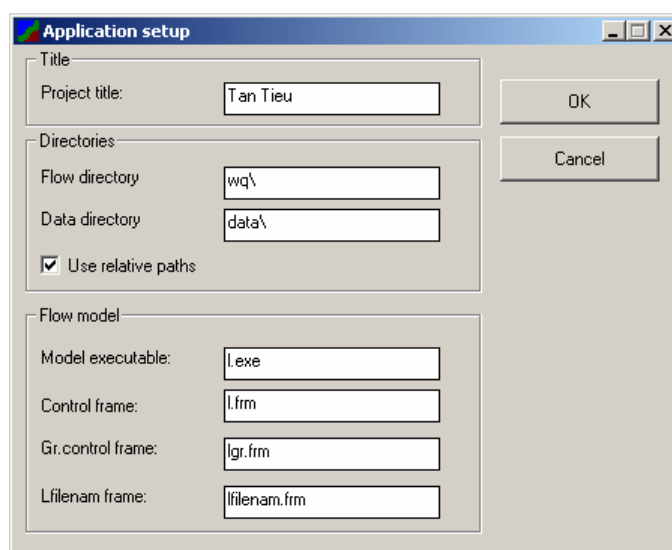 Application setup
Title
Project title: Tan Tieu
OK
Directories
Cancel
Flow directory wq\
Data directory data\
Use relative paths
Flow model
Model executable: l.exe
Control frame: l.frm
Gr.control frame: lgr.frm
Lfilenam frame: lfilenam.frm